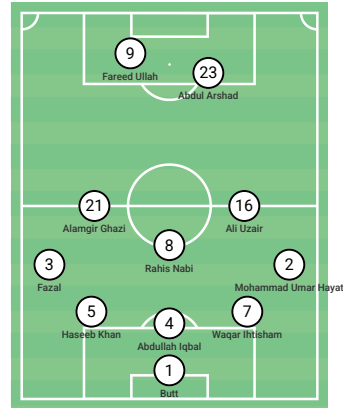 9
Fareed Ullah
23
Abdul Arshad
21
Alamgir Ghazi
16
Ali Uzair
8
Rahis Nabi
3
Fazal
2
Mohammad Umar Hayat
5
Haseeb Khan
4
Abdullah Iqbal
7
Waqar Ihtisham
1
Butt